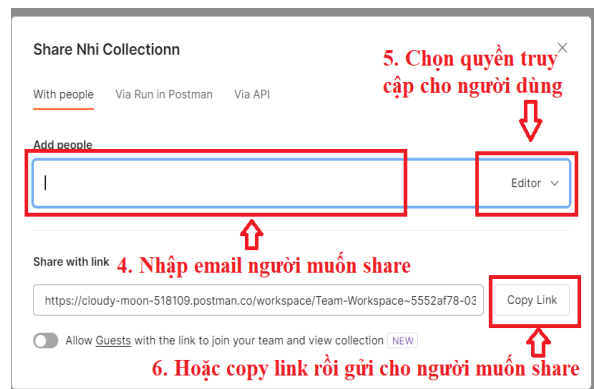 Share Nhi Collectionn
5. Chọn quyền truy
cập cho người dùng
With people Via Run in Postman Via API
Add people
Editor
4. Nhập email người muốn share
Share with link
https://cloudy-moon-518109.postman.co/workspace/Team-Workspace~5552af78-03
Copy Link
Allow Guests with the link to join your team and view collection NEW
6. Hoặc copy link rồi gửi cho người muốn share